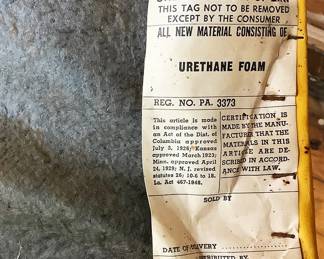 THIS TAG NOT TO BE REMOVED
EXCEPT BY THE CONSUMER
ALL NEW MATERIAL CONSISTING OF
URETHANE FOAM
REG. NO. PA. 3373
This article is made
in compliance with
an Act of the Dist. of
Columbia approved
July 3, 1926; Kansas
approved March 1923;
Minn. approved April
24, 1929; N. J. revised
statutes 26; 10-6 to 18.
La. Act 467-1948.
CERTIFICATION IS
MADE BY THE MANU-
FACTURER THAT THE
MATERIALS IN THIS
ARTICLE ARE DE-
SCRIBED IN ACCORD-
ANCE WITH LAW.
SOLD BY
DATE OF DELIVERY